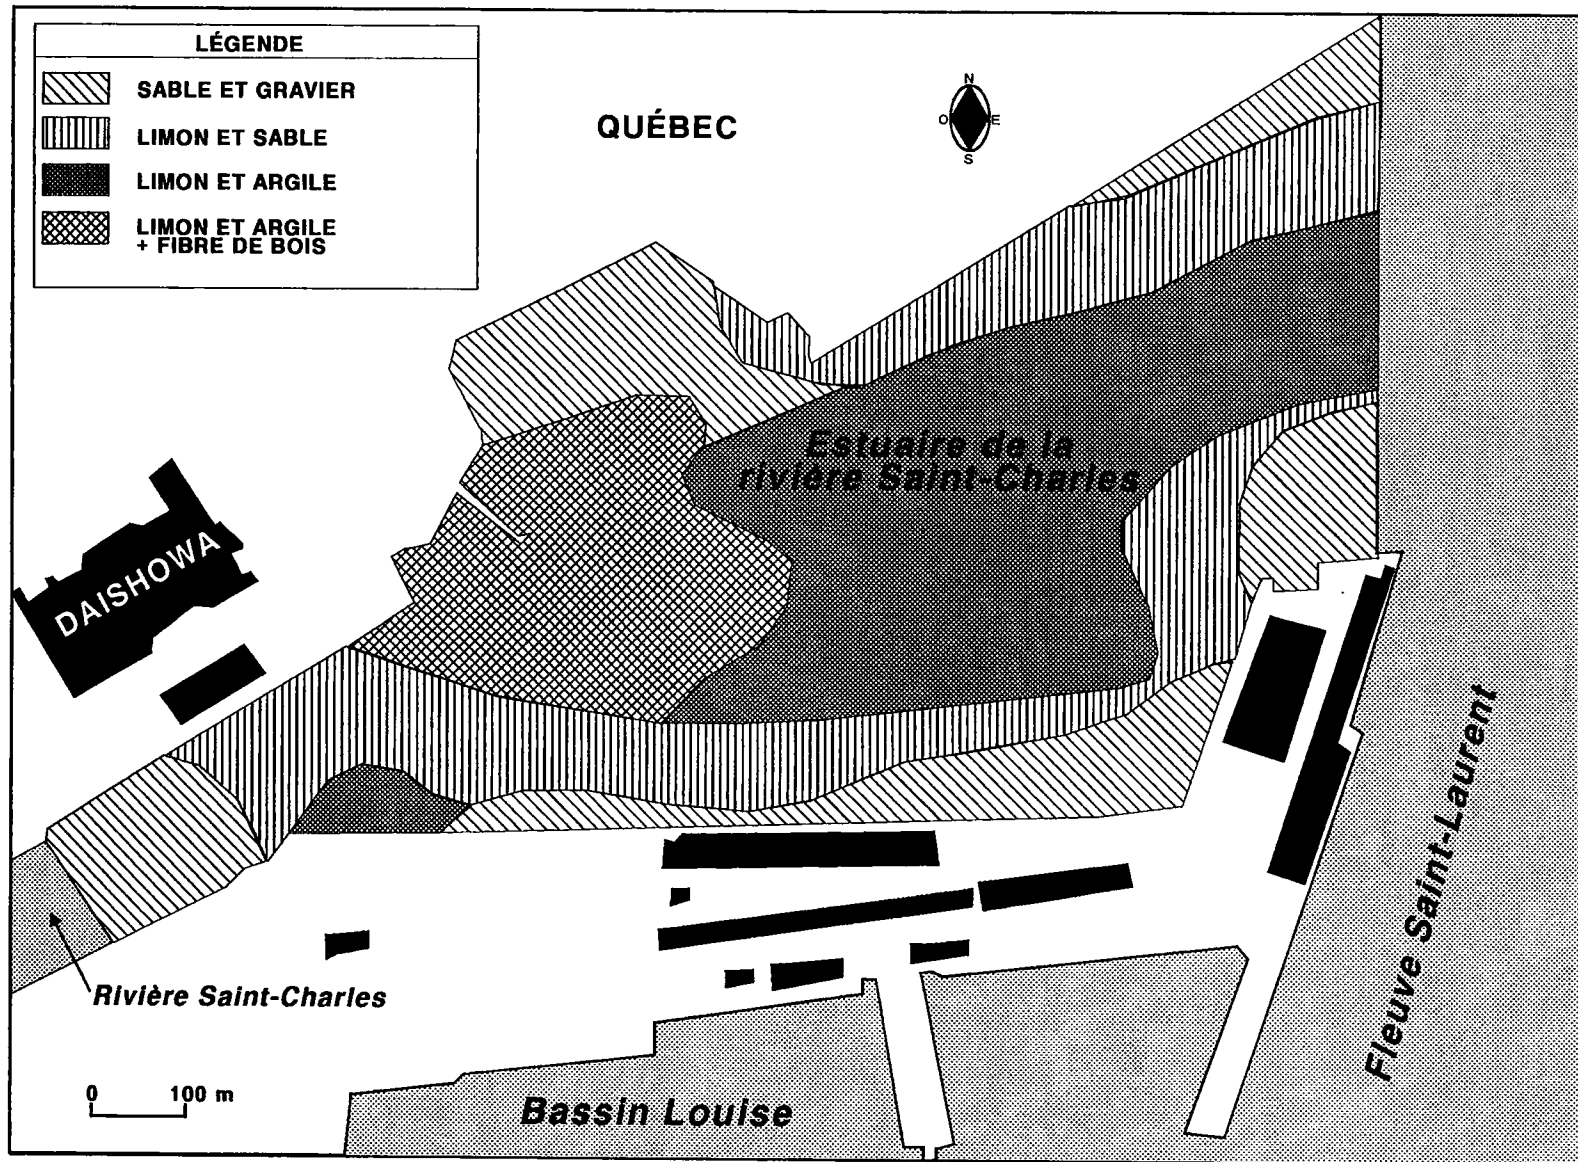 LÉGENDE
SABLE ET GRAVIER
LIMON ET SABLE
LIMON ET ARGILE
LIMON ET ARGILE
+ FIBRE DE BOIS
QUÉBEC
N
O E
S
Estuaire de la
rivière Saint-Charles
DAISHOWA
Fleuve Saint-Laurent
Rivière Saint-Charles
0 100 m
Bassin Louise